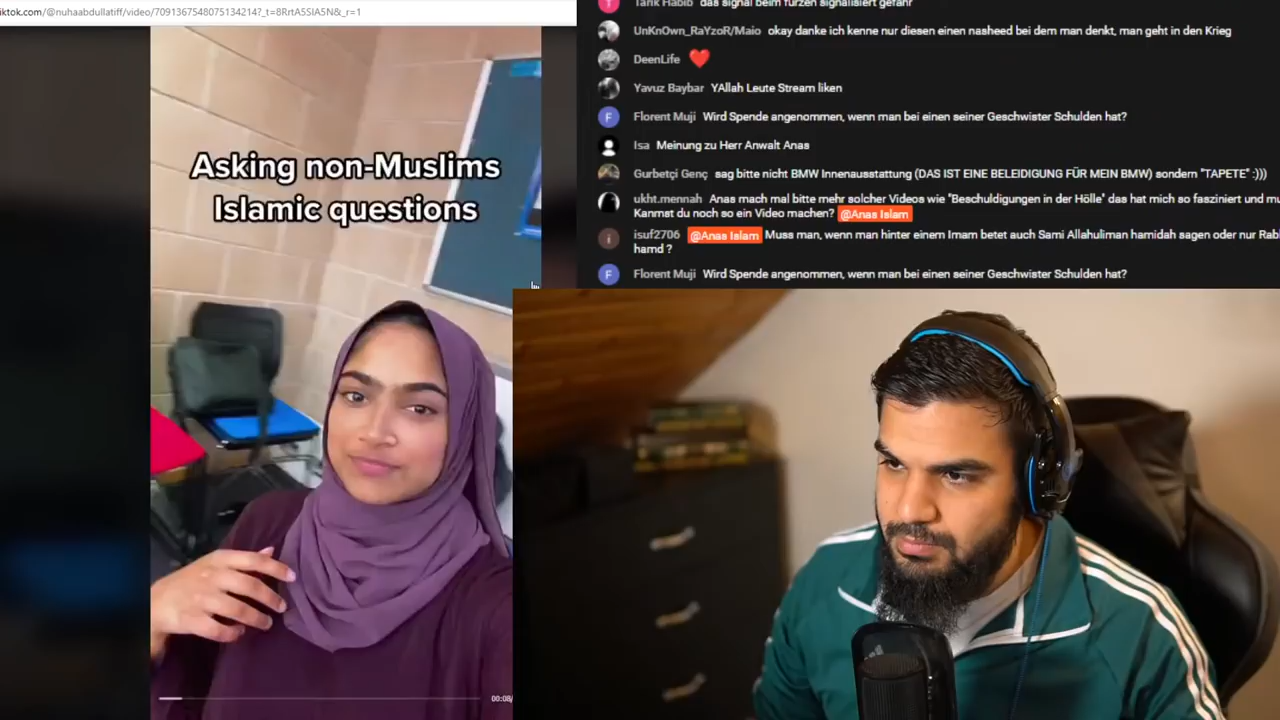 iktok.com/@nuhaabdullatiff/video/7091367548075134214?_t=8RrtA5SIA5N&_r=1
Asking non-Muslims
Islamic questions
00:08/
Tarik Habib das signal beim furzen signalisiert gefahr
UnKnOwn_RaYzoR/Maio okay danke ich kenne nur diesen einen nasheed bei dem man denkt, man geht in den Krieg
DeenLife ❤️
Yavuz Baybar YAllah Leute Stream liken
F Florent Muji Wird Spende angenommen, wenn man bei einen seiner Geschwister Schulden hat?
Isa Meinung zu Herr Anwalt Anas
Gurbetçi Genç sag bitte nicht BMW Innenausstattung (DAS IST EINE BELEIDIGUNG FÜR MEIN BMW) sondern "TAPETE" :)))
ukht.mennah Anas mach mal bitte mehr solcher Videos wie "Beschuldigungen in der Hölle" das hat mich so fasziniert und mu
Kannst du noch so ein Video machen? @Anas Islam
i isuf2706 @Anas Islam Muss man, wenn man hinter einem Imam betet auch Sami Allahuliman hamidah sagen oder nur Rab
hamd ?
F Florent Muji Wird Spende angenommen, wenn man bei einen seiner Geschwister Schulden hat?